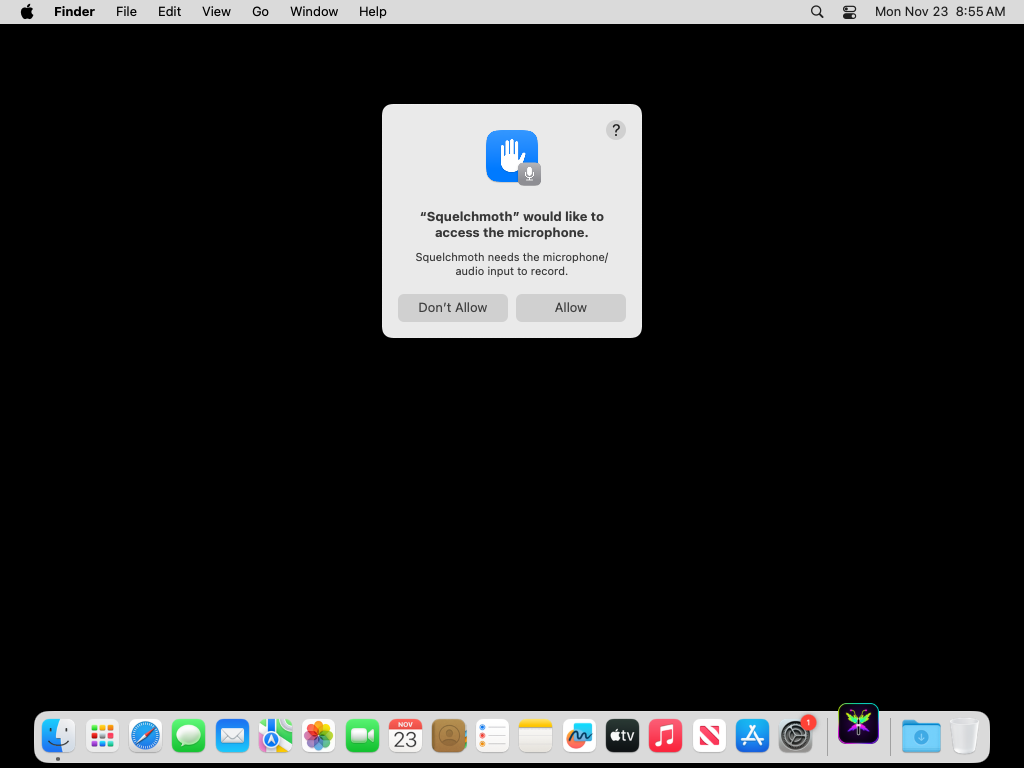 Finder File Edit View Go Window Help Mon Nov 23 8:55 AM
?
“Squelchmoth” would like to
access the microphone.
Squelchmoth needs the microphone/
audio input to record.
Don’t Allow Allow
NOV
23
tv
1